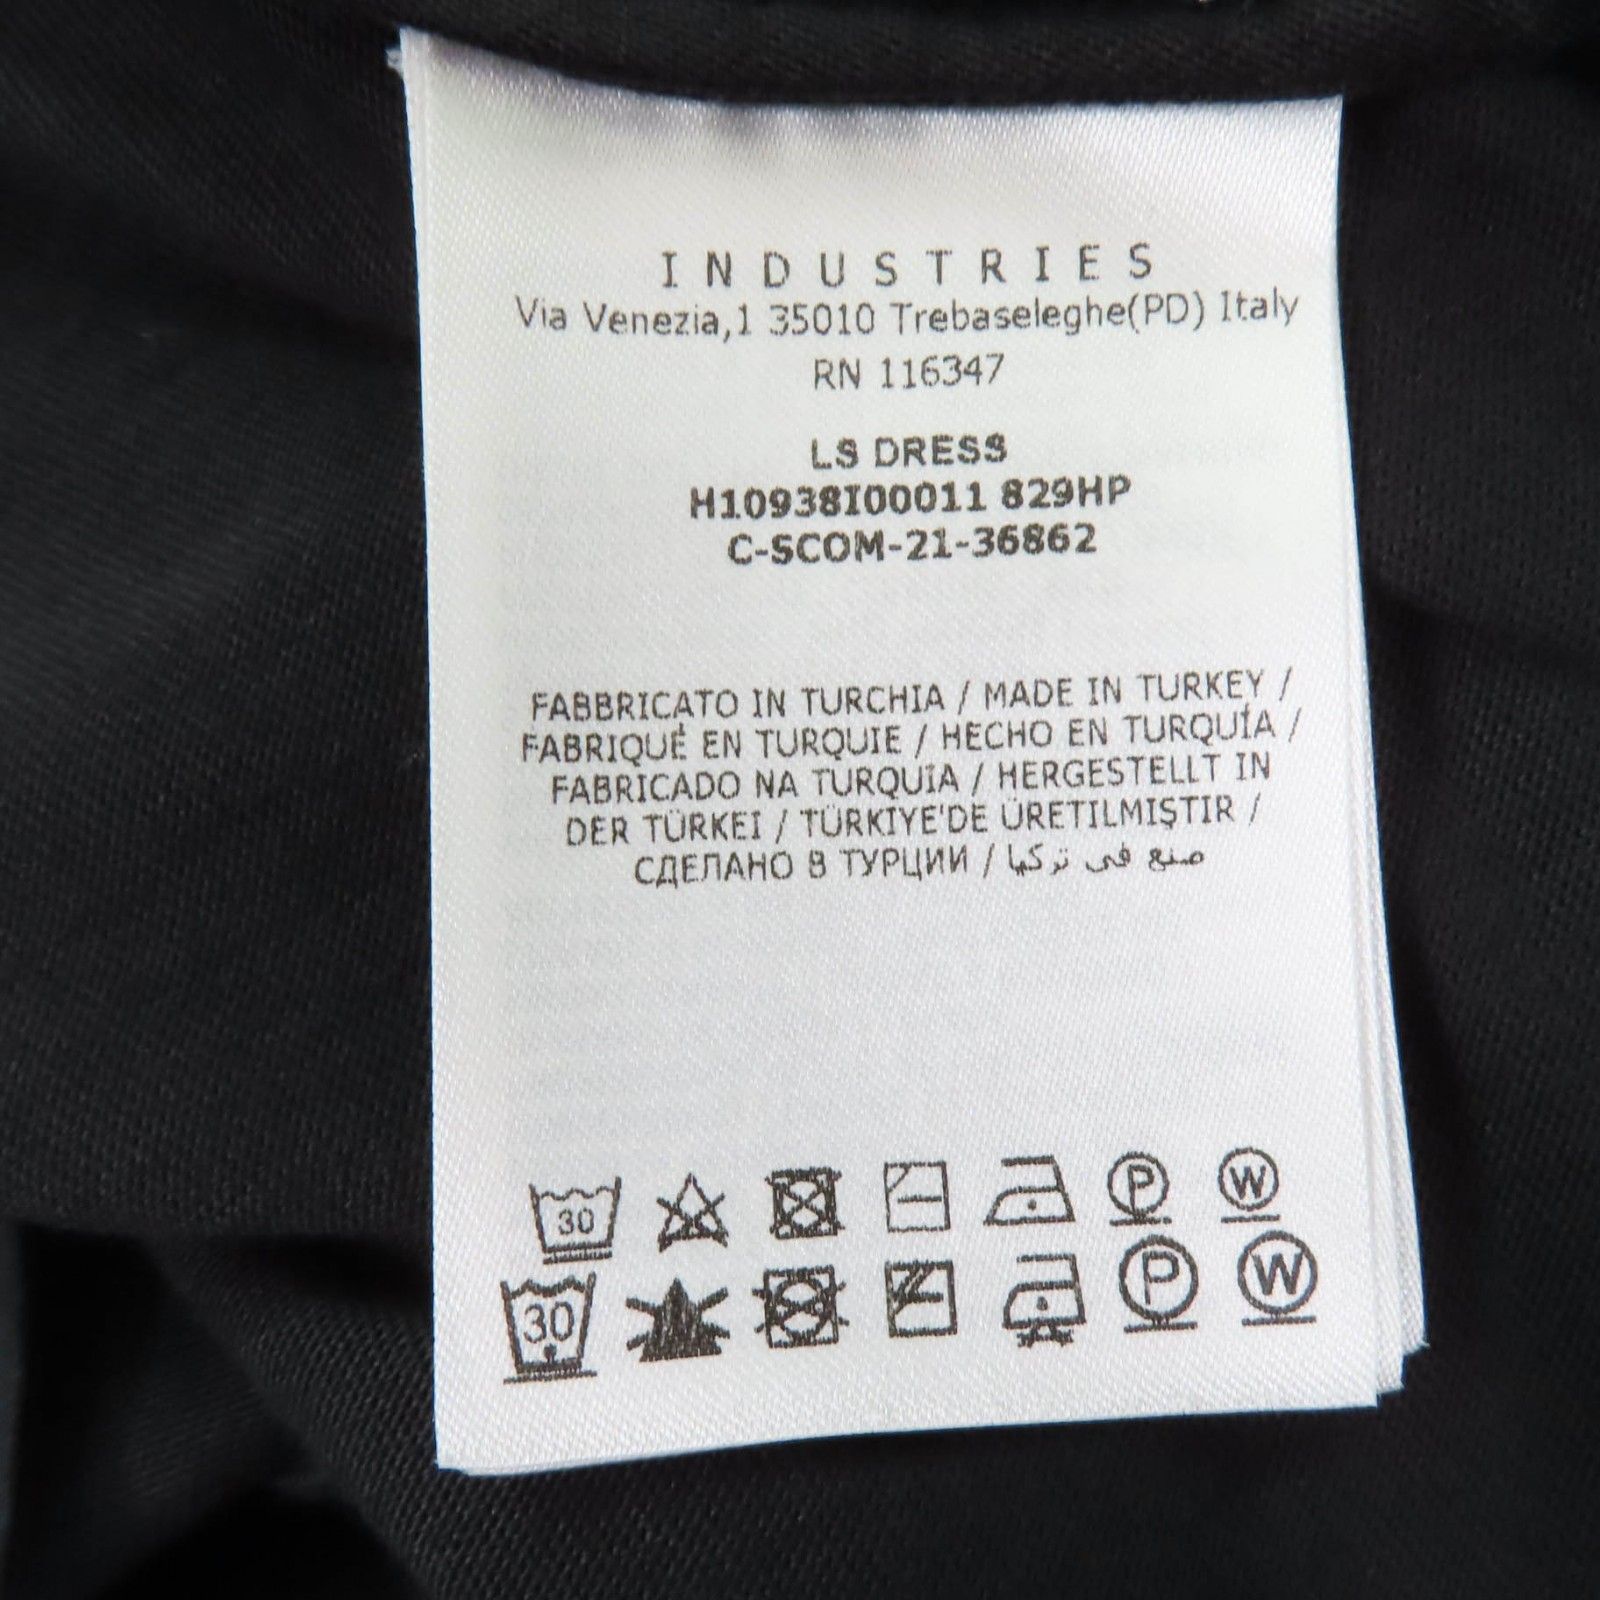 INDUSTRIES
Via Venezia,1 35010 Trebaseleghe(PD) Italy
RN 116347
LS DRESS
H10938I00011 829HP
C-SCOM-21-36862
FABBRICATO IN TURCHIA / MADE IN TURKEY /
FABRIQUÉ EN TURQUIE / HECHO EN TURQUÍA /
FABRICADO NA TURQUIA / HERGESTELLT IN
DER TÜRKEI / TÜRKIYE'DE ÜRETILMIŞTIR /
СДЕЛАНО В ТУРЦИИ / صنع في تركيا
30 P W
30 P W